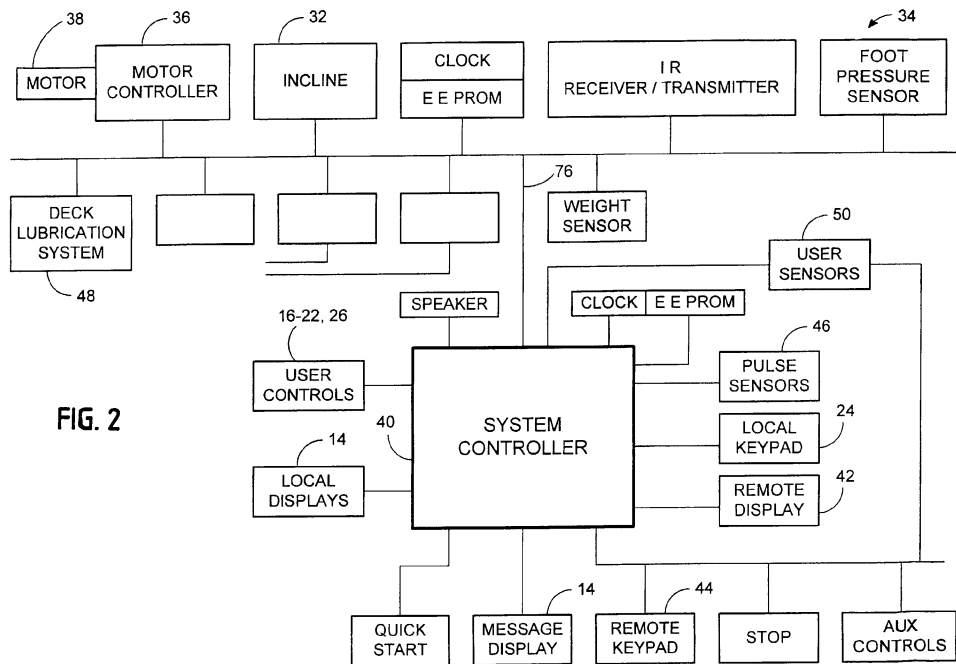 38
36
32
34
MOTOR
MOTOR
CONTROLLER
INCLINE
CLOCK
E E PROM
I R
RECEIVER / TRANSMITTER
FOOT
PRESSURE
SENSOR
76
DECK
LUBRICATION
SYSTEM
48
WEIGHT
SENSOR
50
USER
SENSORS
SPEAKER
CLOCK
E E PROM
16-22, 26
USER
CONTROLS
46
PULSE
SENSORS
FIG. 2
40
SYSTEM
CONTROLLER
24
LOCAL
KEYPAD
14
LOCAL
DISPLAYS
42
REMOTE
DISPLAY
QUICK
START
14
MESSAGE
DISPLAY
44
REMOTE
KEYPAD
STOP
AUX
CONTROLS